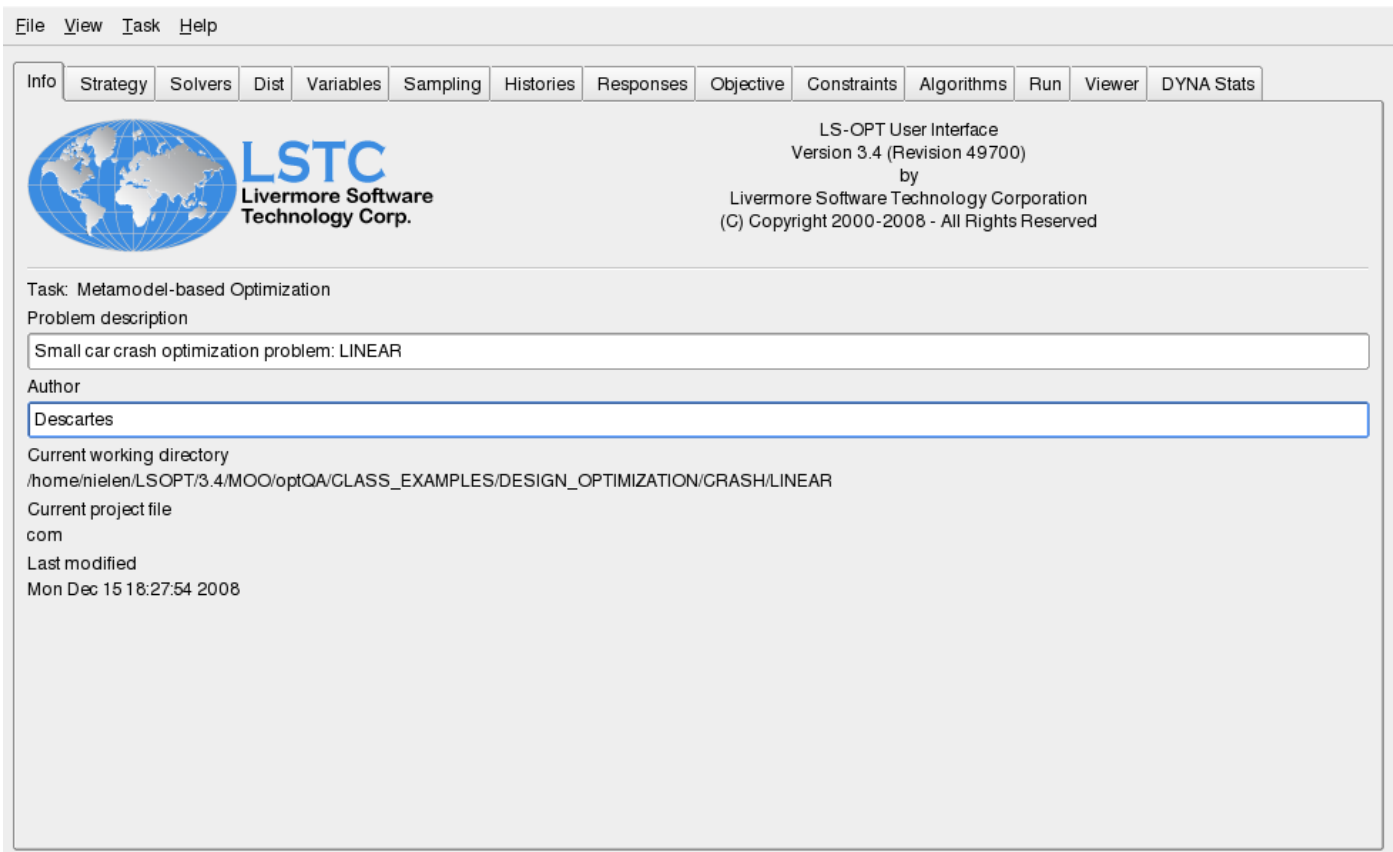 File View Task Help
Info Strategy Solvers Dist Variables Sampling Histories Responses Objective Constraints Algorithms Run Viewer DYNA Stats
LSTC
Livermore Software
Technology Corp.
LS-OPT User Interface
Version 3.4 (Revision 49700)
by
Livermore Software Technology Corporation
(C) Copyright 2000-2008 - All Rights Reserved
Task: Metamodel-based Optimization
Problem description
Small car crash optimization problem: LINEAR
Author
Descartes
Current working directory
/home/nielen/LSOPT/3.4/MOO/optQA/CLASS_EXAMPLES/DESIGN_OPTIMIZATION/CRASH/LINEAR
Current project file
com
Last modified
Mon Dec 15 18:27:54 2008